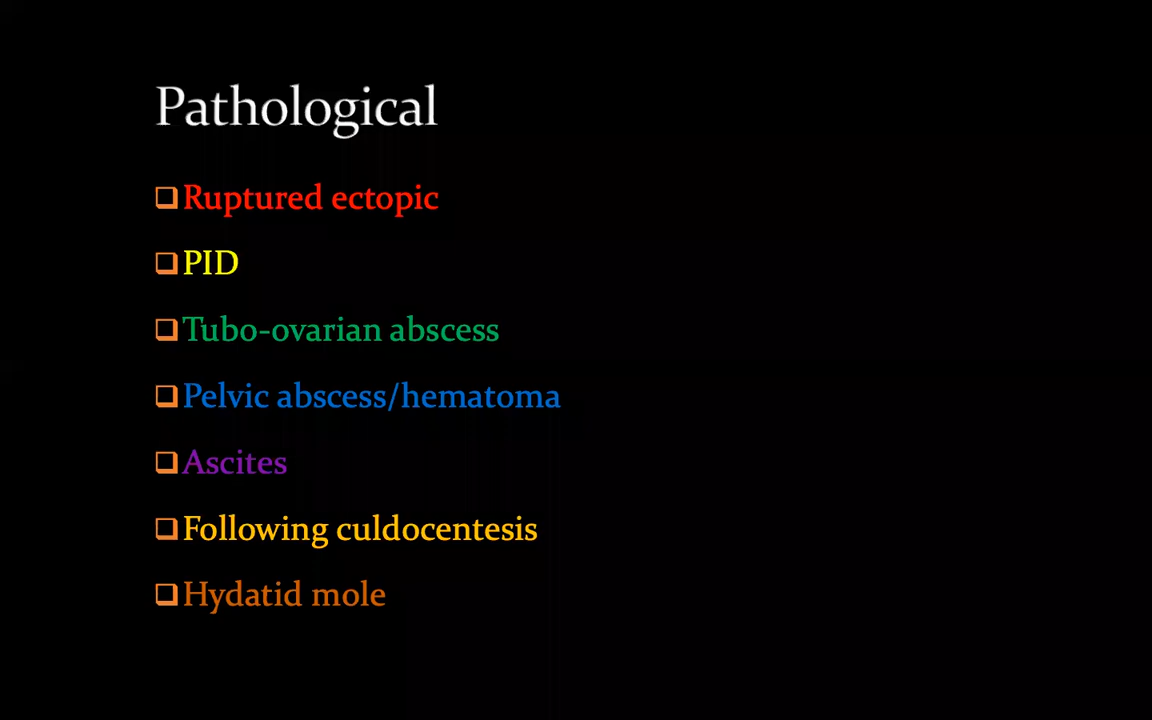 Pathological
❑Ruptured ectopic
❑PID
❑Tubo-ovarian abscess
❑Pelvic abscess/hematoma
❑Ascites
❑Following culdocentesis
❑Hydatid mole